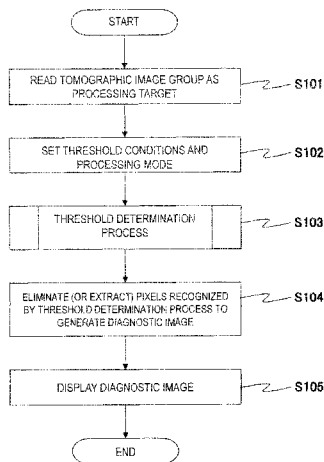 START
READ TOMOGRAPHIC IMAGE GROUP AS
PROCESSING TARGET
S101
SET THRESHOLD CONDITIONS AND
PROCESSING MODE
S102
THRESHOLD DETERMINATION
PROCESS
S103
ELIMINATE (OR EXTRACT) PIXELS RECOGNIZED
BY THRESHOLD DETERMINATION PROCESS TO
GENERATE DIAGNOSTIC IMAGE
S104
DISPLAY DIAGNOSTIC IMAGE
S105
END